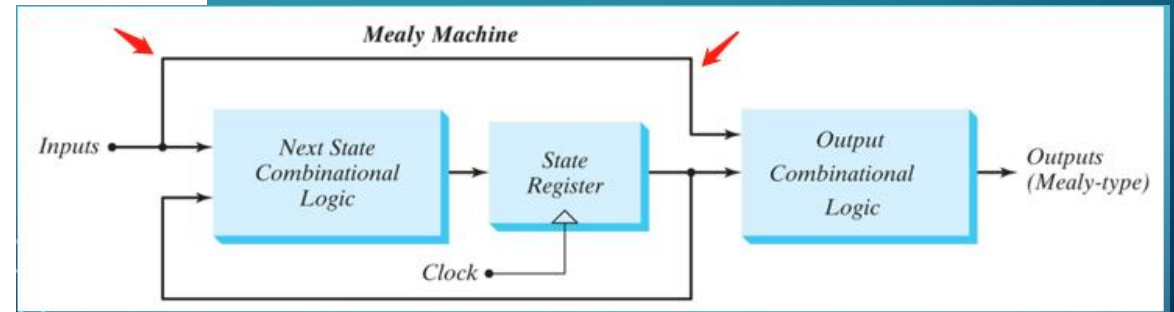 Mealy Machine
Inputs
Next State
Combinational
Logic
State
Register
Output
Combinational
Logic
Outputs
(Mealy-type)
Clock